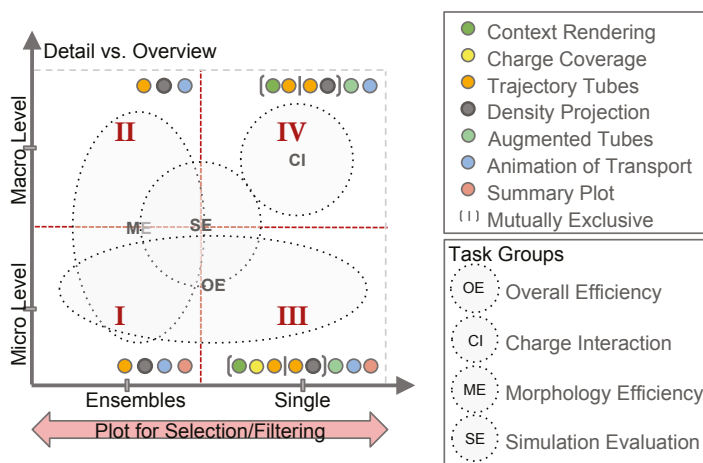 Detail vs. Overview
Macro Level
Micro Level
II
IV
CI
ME
SE
OE
I
III
Ensembles
Single
Plot for Selection/Filtering
Context Rendering
Charge Coverage
Trajectory Tubes
Density Projection
Augmented Tubes
Animation of Transport
Summary Plot
( | ) Mutually Exclusive
Task Groups
OE Overall Efficiency
CI Charge Interaction
ME Morphology Efficiency
SE Simulation Evaluation